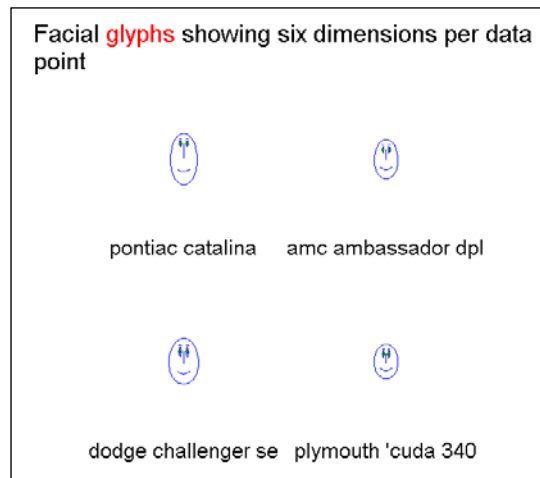 Facial glyphs showing six dimensions per data
point
pontiac catalina
amc ambassador dpl
dodge challenger se
plymouth 'cuda 340